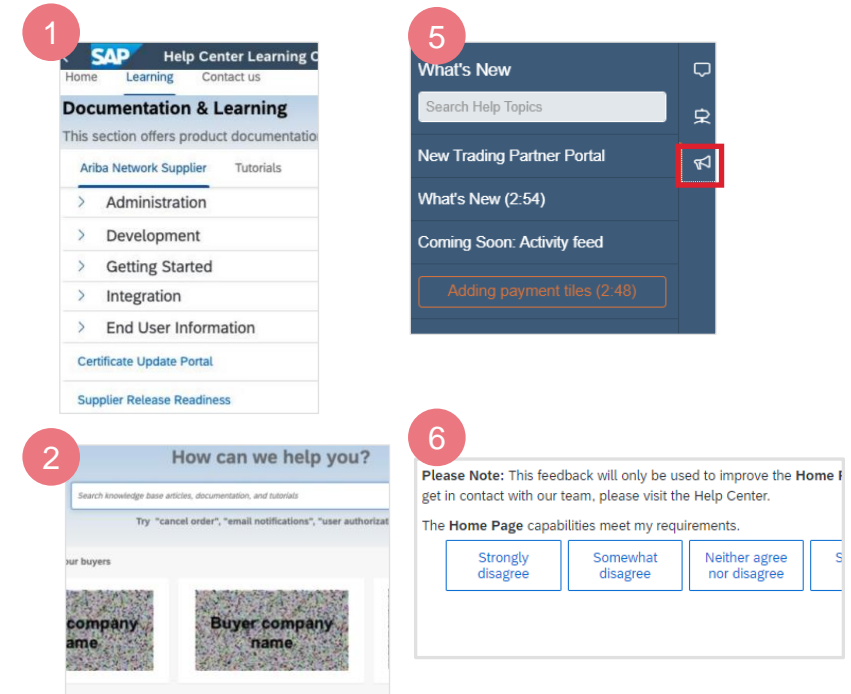 1
SAP Help Center Learning C
Home Learning Contact us
Documentation & Learning
This section offers product documentatio
Ariba Network Supplier Tutorials
Administration
Development
Getting Started
Integration
End User Information
Certificate Update Portal
Supplier Release Readiness
2
How can we help you?
Search knowledge base articles, documentation, and tutorials
Try "cancel order", "email notifications", "user authorizat
ur buyers
company
ame
Buyer company
name
5
What's New
Search Help Topics
New Trading Partner Portal
What's New (2:54)
Coming Soon: Activity feed
Adding payment tiles (2:48)
6
Please Note: This feedback will only be used to improve the Home P
get in contact with our team, please visit the Help Center.
The Home Page capabilities meet my requirements.
Strongly disagree
Somewhat disagree
Neither agree nor disagree
S